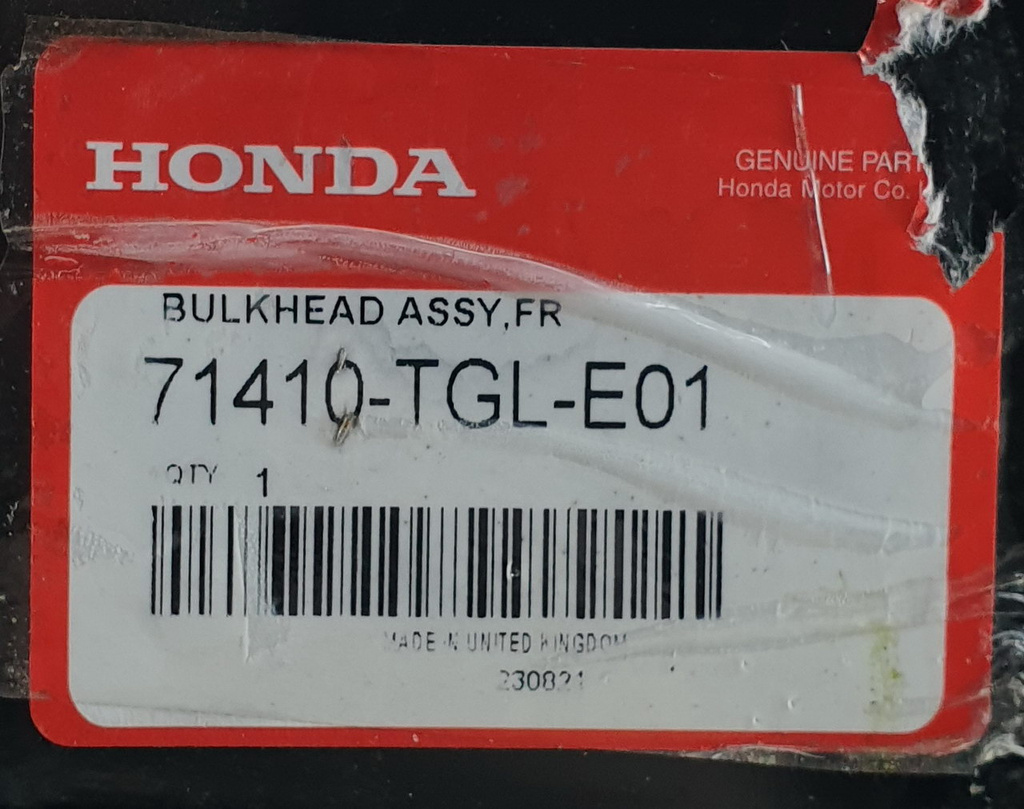 HONDA
GENUINE PART
Honda Motor Co.
BULKHEAD ASSY,FR
71410-TGL-E01
QTY 1
MADE IN UNITED KINGDOM
230821